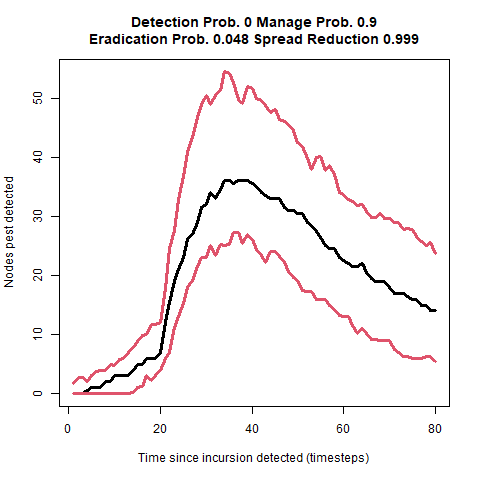 Detection Prob. 0 Manage Prob. 0.9
Eradication Prob. 0.048 Spread Reduction 0.999
Nodes pest detected
50
40
30
20
10
0
0 20 40 60 80
Time since incursion detected (timesteps)